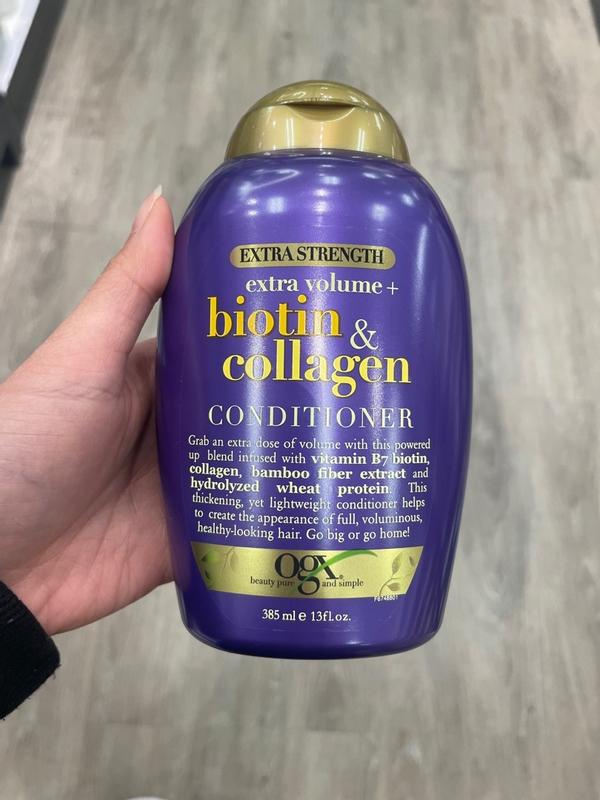 EXTRA STRENGTH
extra volume +
biotin &
collagen
CONDITIONER
Grab an extra dose of volume with this powered
up blend infused with vitamin B7 biotin,
collagen, bamboo fiber extract and
hydrolyzed wheat protein. This
thickening, yet lightweight conditioner helps
to create the appearance of full, voluminous,
healthy-looking hair. Go big or go home!
ogx®
beauty pure and simple
385 ml e 13fl.oz.